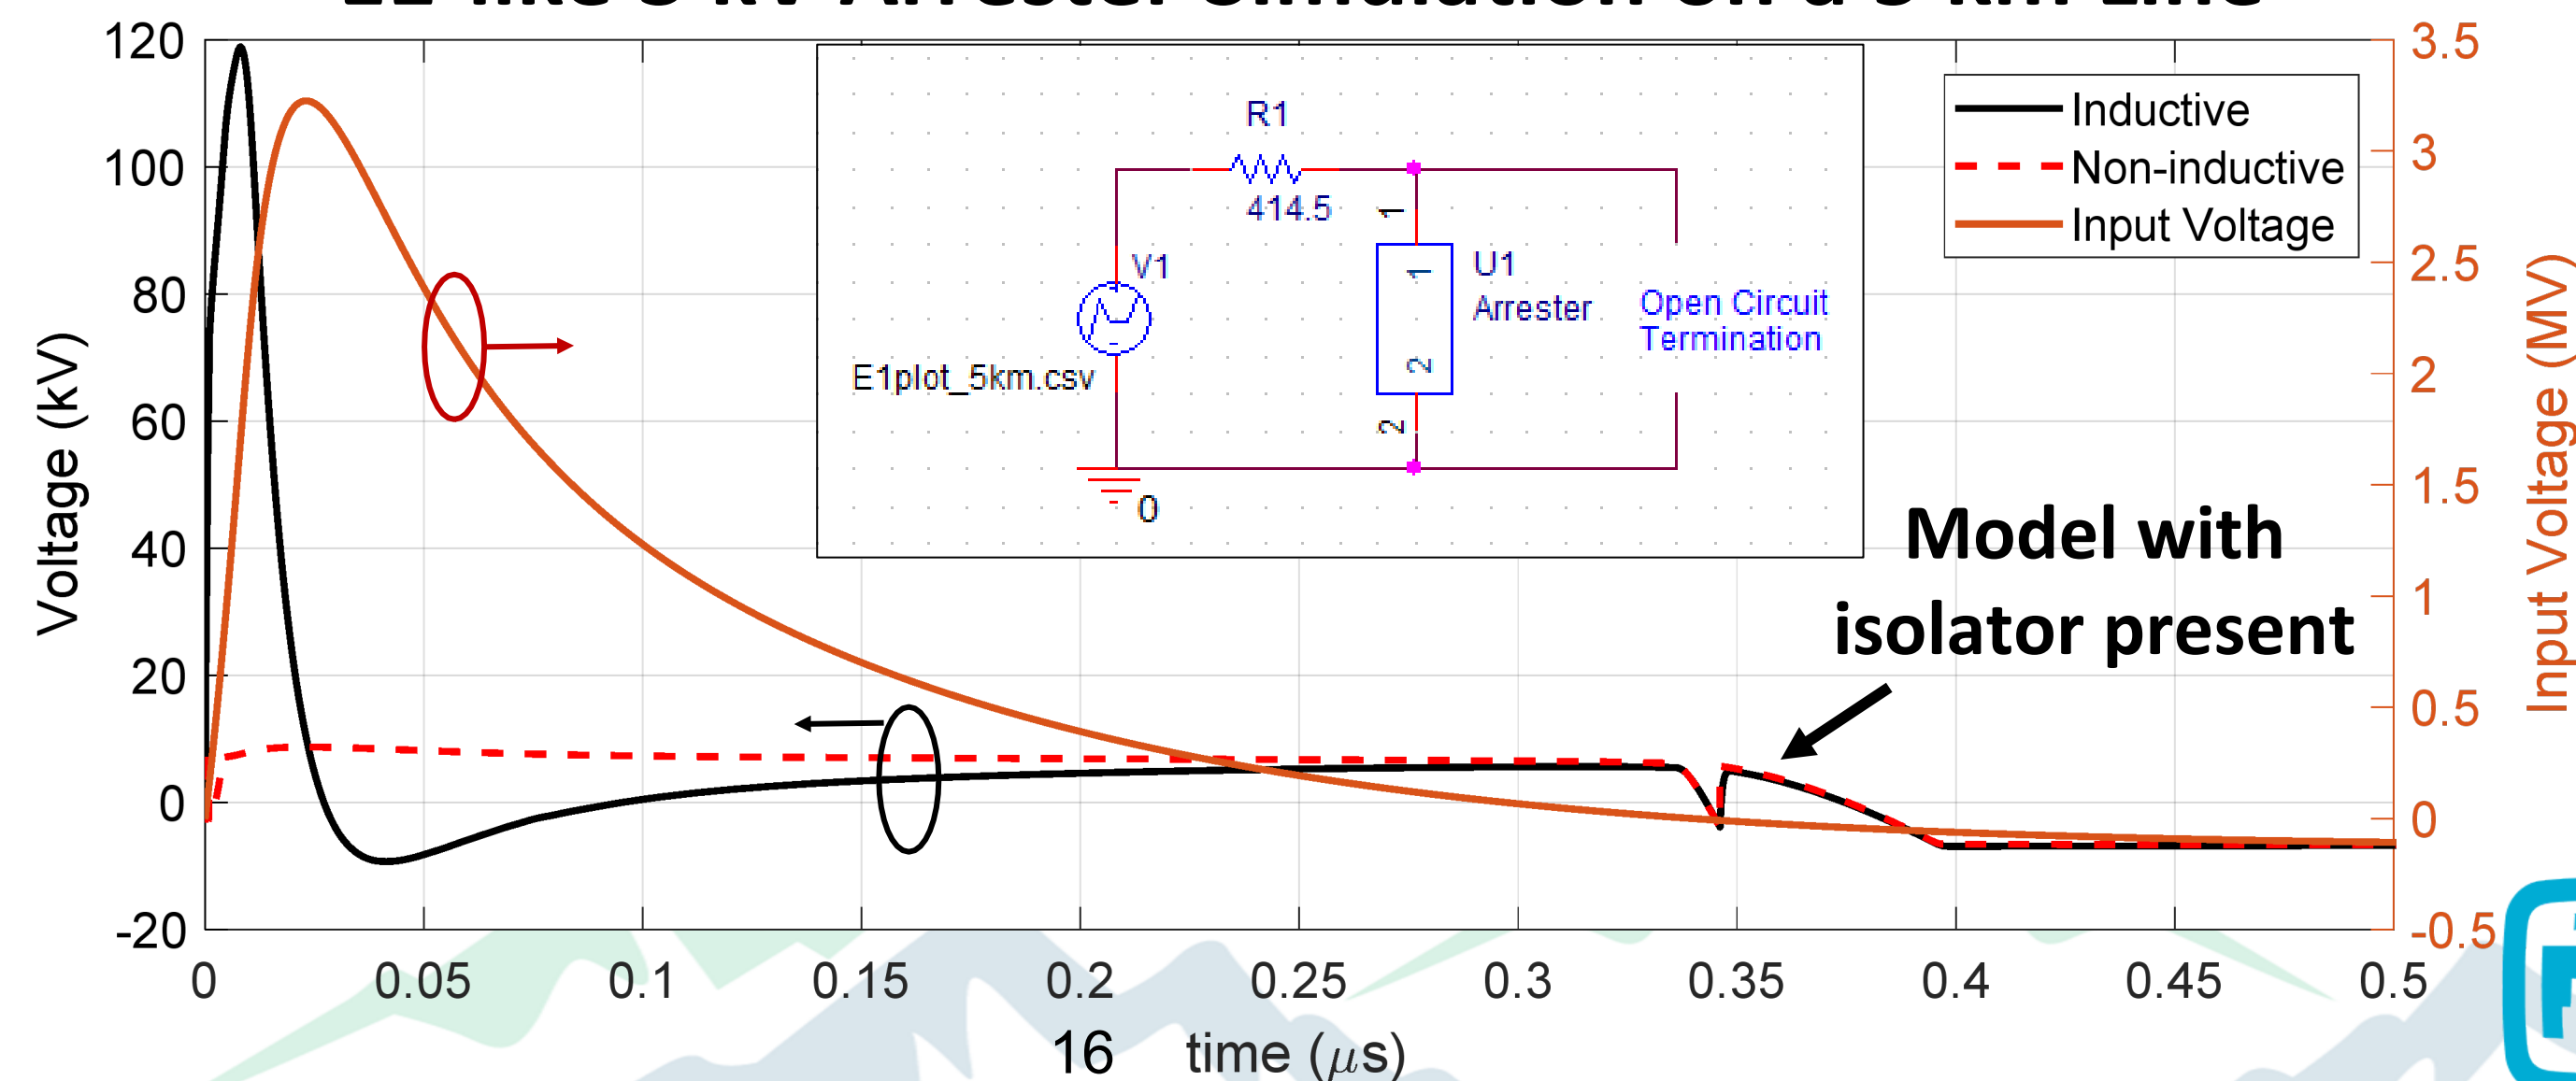 120
100
80
60
40
20
0
-20
Voltage (kV)
R1
414.5
V1
E1plot_5km.csv
0
1
1
2
2
U1
Arrester
Open Circuit
Termination
Inductive
Non-inductive
Input Voltage
Model with
isolator present
3.5
3
2.5
2
1.5
1
0.5
0
-0.5
Input Voltage (MV)
0 0.05 0.1 0.15 0.2 0.25 0.3 0.35 0.4 0.45 0.5
16 time (μs)